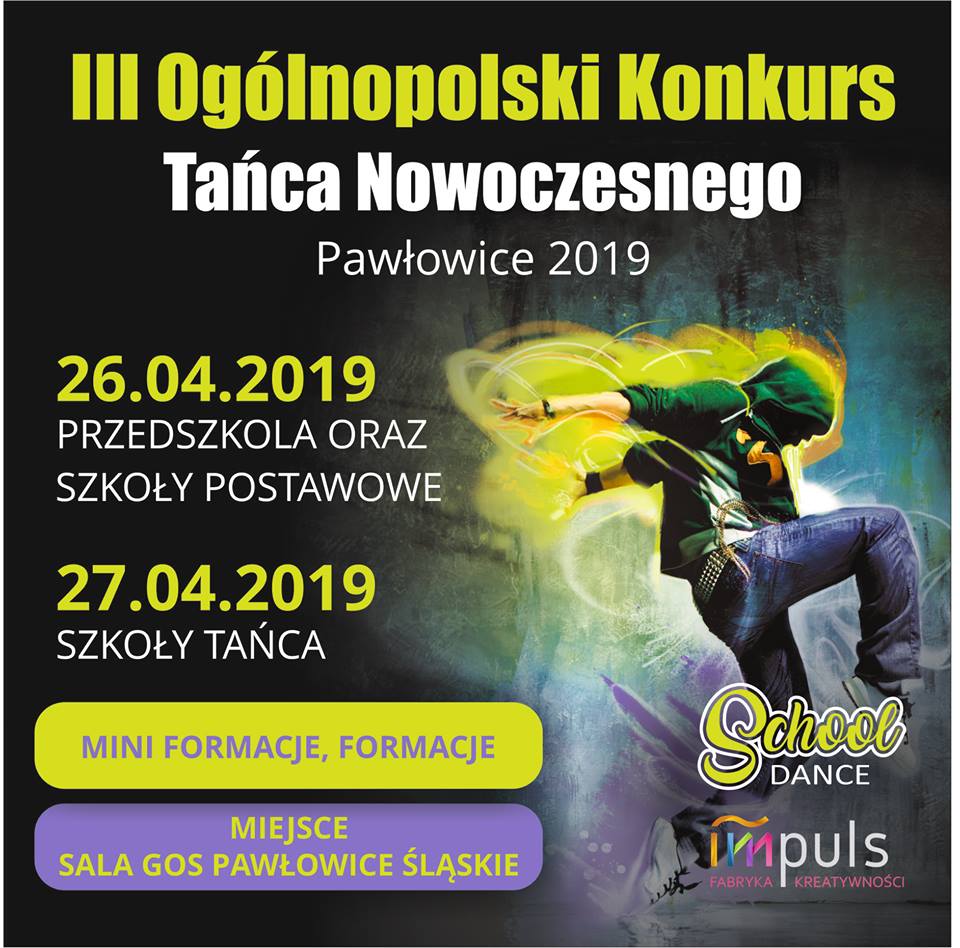 III Ogólnopolski Konkurs
Tańca Nowoczesnego
Pawłowice 2019
26.04.2019
PRZEDSZKOLA ORAZ
SZKOŁY POSTAWOWE
27.04.2019
SZKOŁY TAŃCA
MINI FORMACJE, FORMACJE
MIEJSCE
SALA GOS PAWŁOWICE ŚLĄSKIE
School
DANCE
impuls
FABRYKA KREATYWNOŚCI